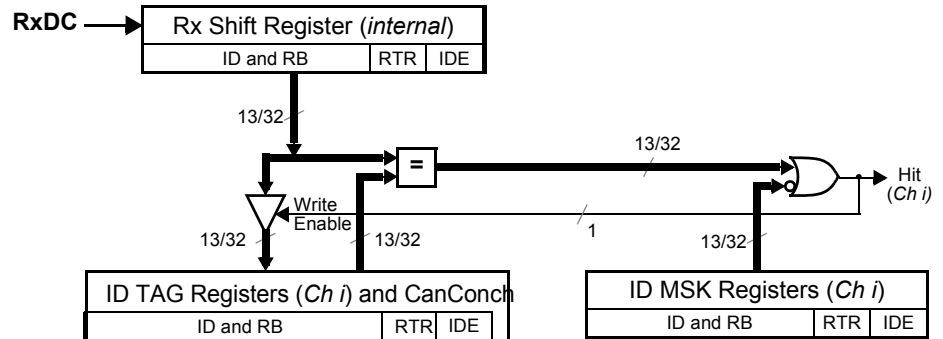 RxDC
Rx Shift Register (internal)
ID and RB RTR IDE
13/32
13/32
=
Hit
(Ch i)
Write
Enable
1
13/32
13/32
13/32
ID TAG Registers (Ch i) and CanConch
ID MSK Registers (Ch i)
ID and RB RTR IDE
ID and RB RTR IDE